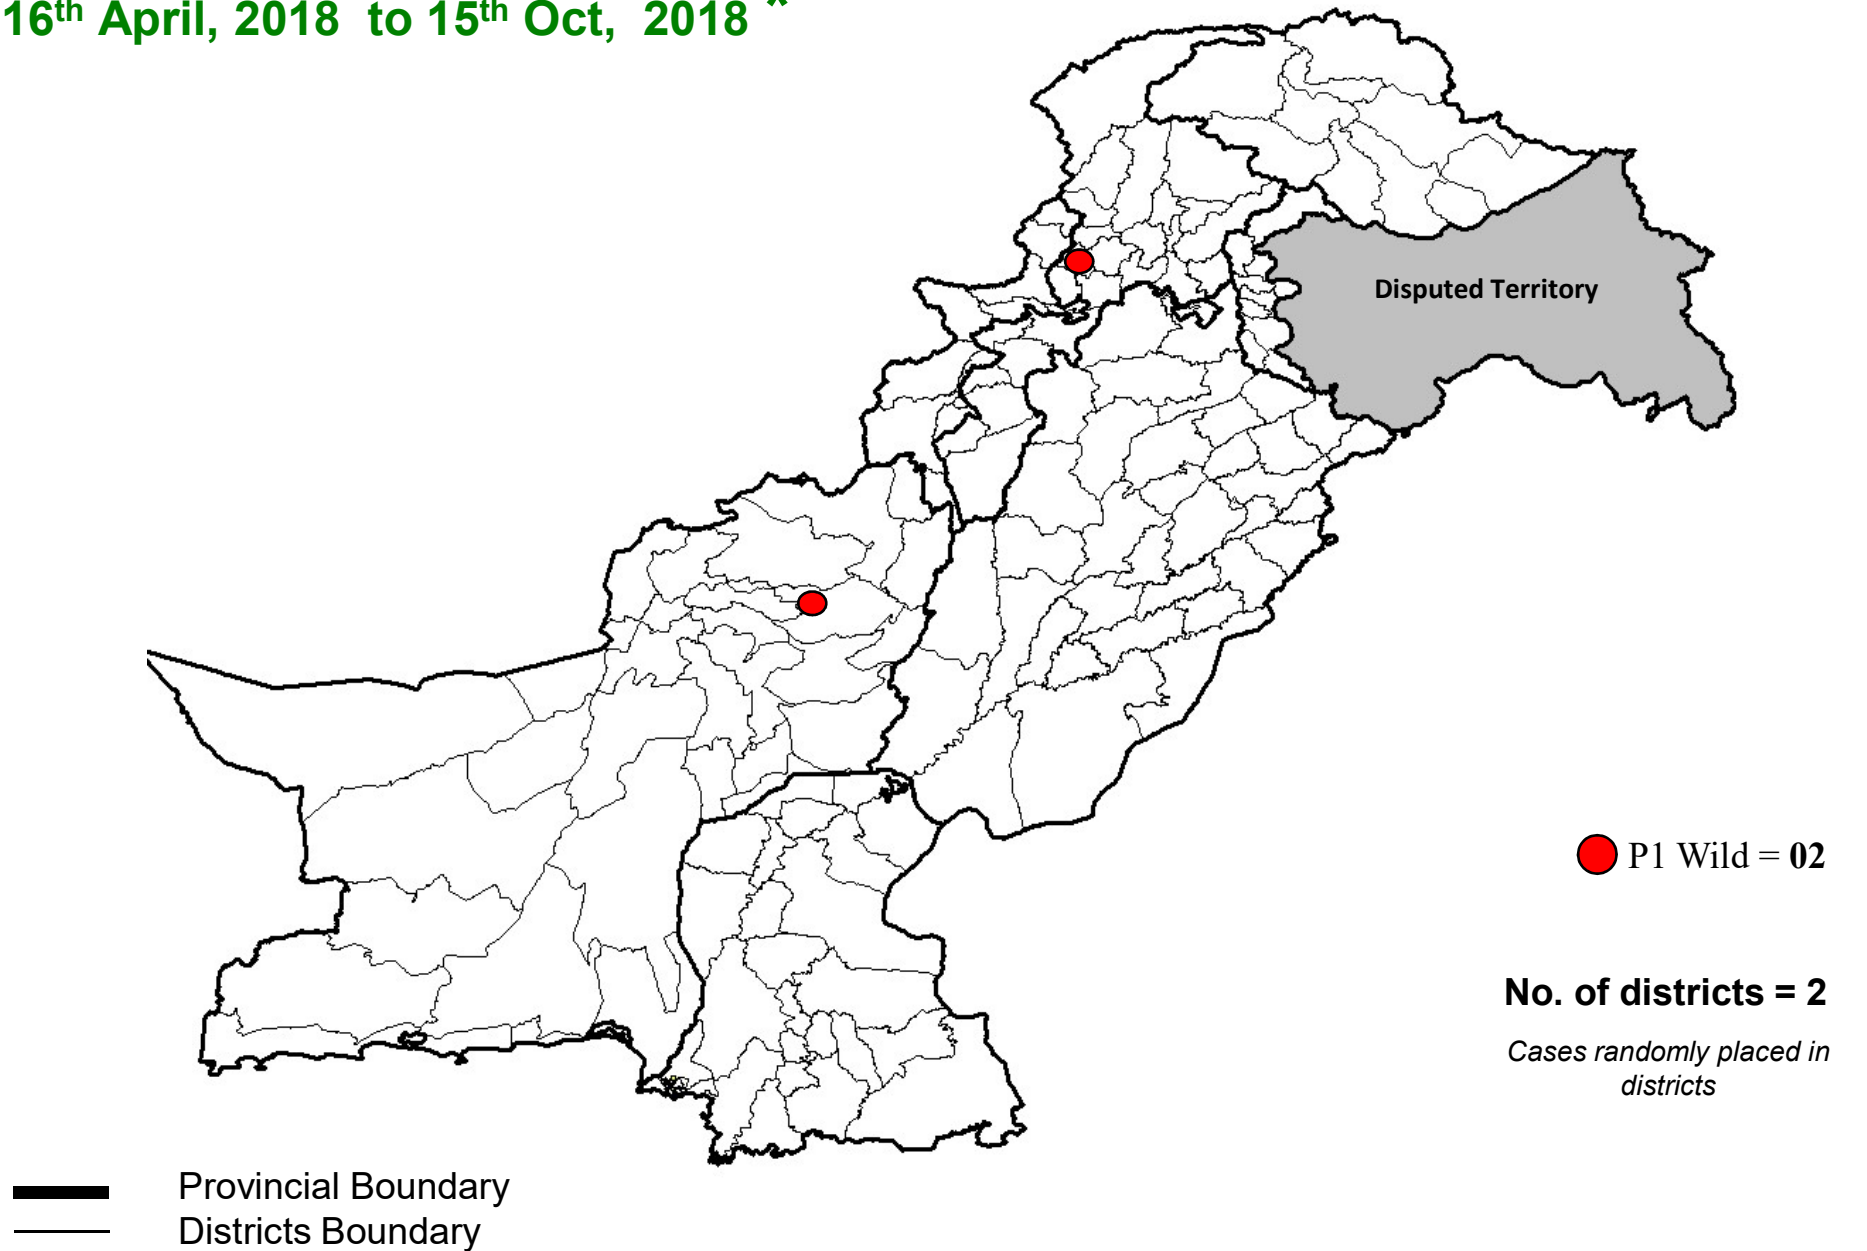 16th April, 2018 to 15th Oct, 2018 *
Disputed Territory
P1 Wild = 02
No. of districts = 2
Cases randomly placed in
districts
Provincial Boundary
Districts Boundary